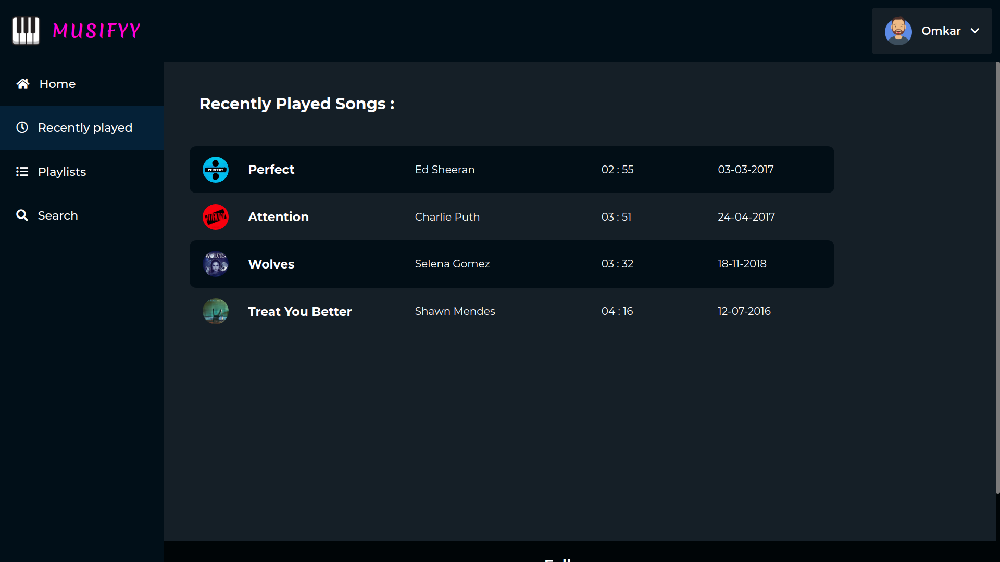 MUSIFYY
Omkar
Home
Recently played
Playlists
Search
Recently Played Songs :
PERFECT
Perfect Ed Sheeran 02 : 55 03-03-2017
ATTENTION
Attention Charlie Puth 03 : 51 24-04-2017
WOLVES
Wolves Selena Gomez 03 : 32 18-11-2018
Treat You Better Shawn Mendes 04 : 16 12-07-2016